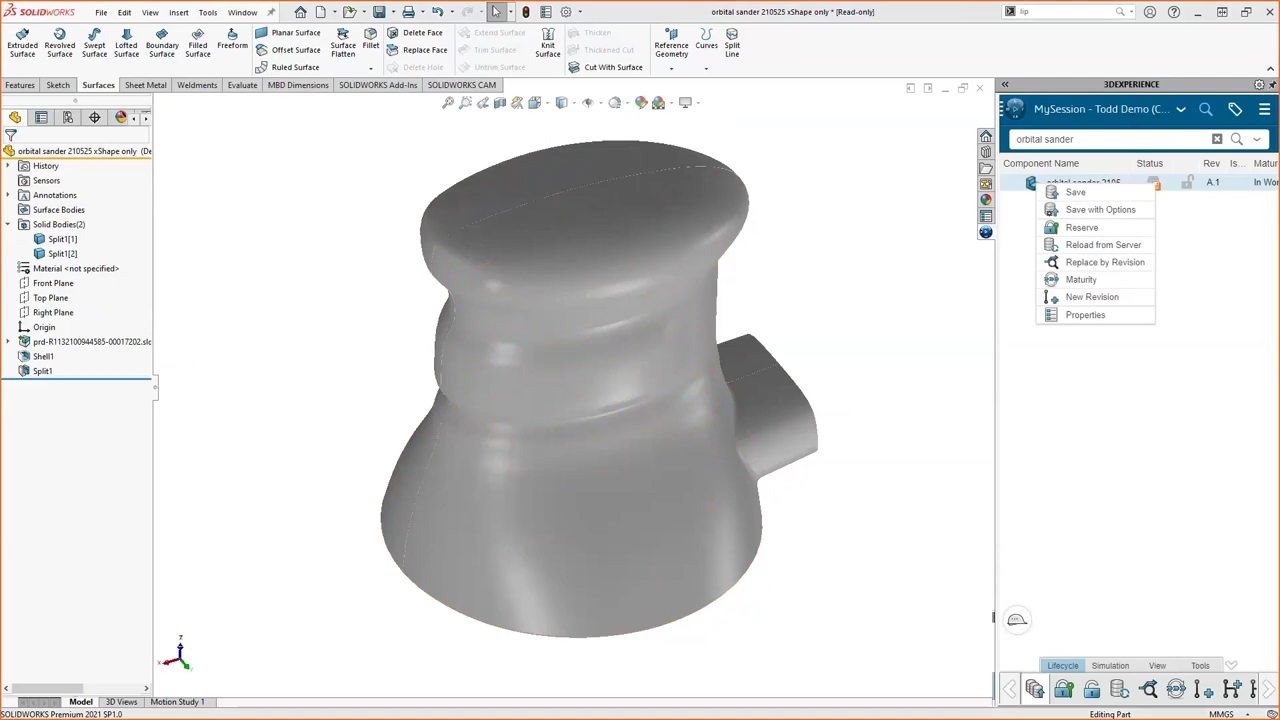 SOLIDWORKS File Edit View Insert Tools Window orbital sander 210525 xShape only * [Read-only] lip
Extruded Surface Revolved Surface Swept Surface Lofted Surface Boundary Surface Filled Surface Freeform
Planar Surface
Offset Surface
Ruled Surface
Surface Flatten Fillet
Delete Face
Replace Face
Delete Hole
Extend Surface
Trim Surface
Untrim Surface
Knit Surface
Thicken
Thickened Cut
Cut With Surface
Reference Geometry Curves Split Line
Features Sketch Surfaces Sheet Metal Weldments Evaluate MBD Dimensions SOLIDWORKS Add-Ins SOLIDWORKS CAM
orbital sander 210525 xShape only (De
History
Sensors
Annotations
Surface Bodies
Solid Bodies(2)
Split1[1]
Split1[2]
Material <not specified>
Front Plane
Top Plane
Right Plane
Origin
prd-R1132100944585-00017202.slc
Shell1
Split1
3DEXPERIENCE
MySession - Todd Demo (C...
orbital sander
Component Name Status Rev Is... Matur
orbital sander 2105... A.1 In Wor
Save
Save with Options
Reserve
Reload from Server
Replace by Revision
Maturity
New Revision
Properties
Lifecycle Simulation View Tools
z
x
y
Model 3D Views Motion Study 1
SOLIDWORKS Premium 2021 SP1.0 Editing Part MMGS